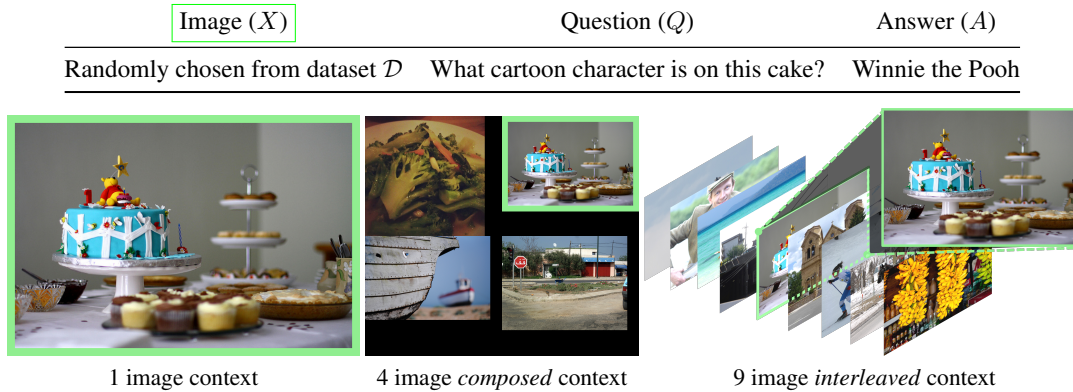 Image (X) Question (Q) Answer (A)
Randomly chosen from dataset D What cartoon character is on this cake? Winnie the Pooh
1 image context 4 image composed context 9 image interleaved context